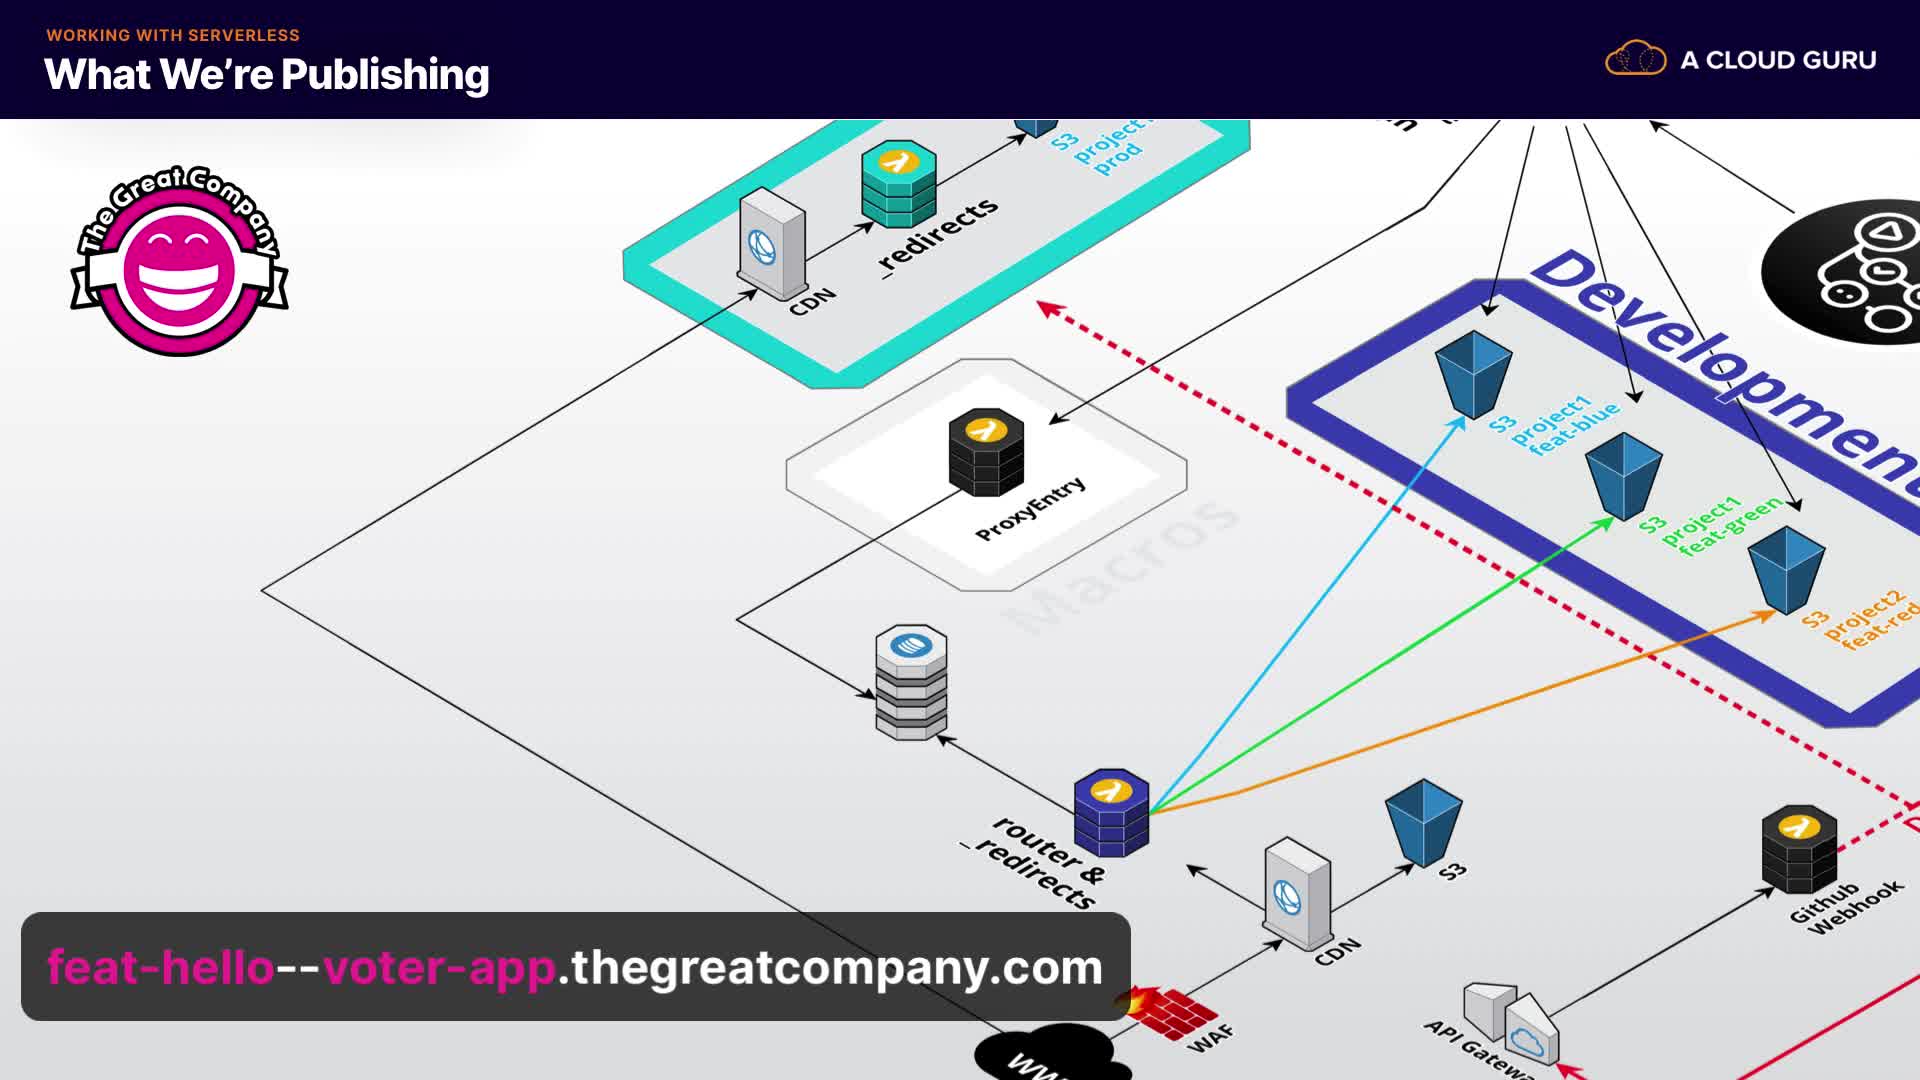 WORKING WITH SERVERLESS
What We're Publishing
A CLOUD GURU
The Great Company
S3
project1
prod
_redirects
CDN
Development
S3
project1
feat-blue
S3
project1
feat-green
S3
project2
feat-red
ProxyEntry
Macros
router &
_redirects
S3
CDN
Github
Webhook
feat-hello--voter-app.thegreatcompany.com
WAF
API Gateway